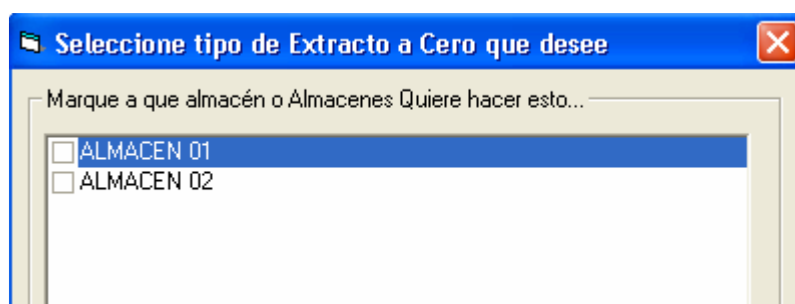 Seleccione tipo de Extracto a Cero que desee
Marque a que almacén o Almacenes Quiere hacer esto...
ALMACEN 01
ALMACEN 02